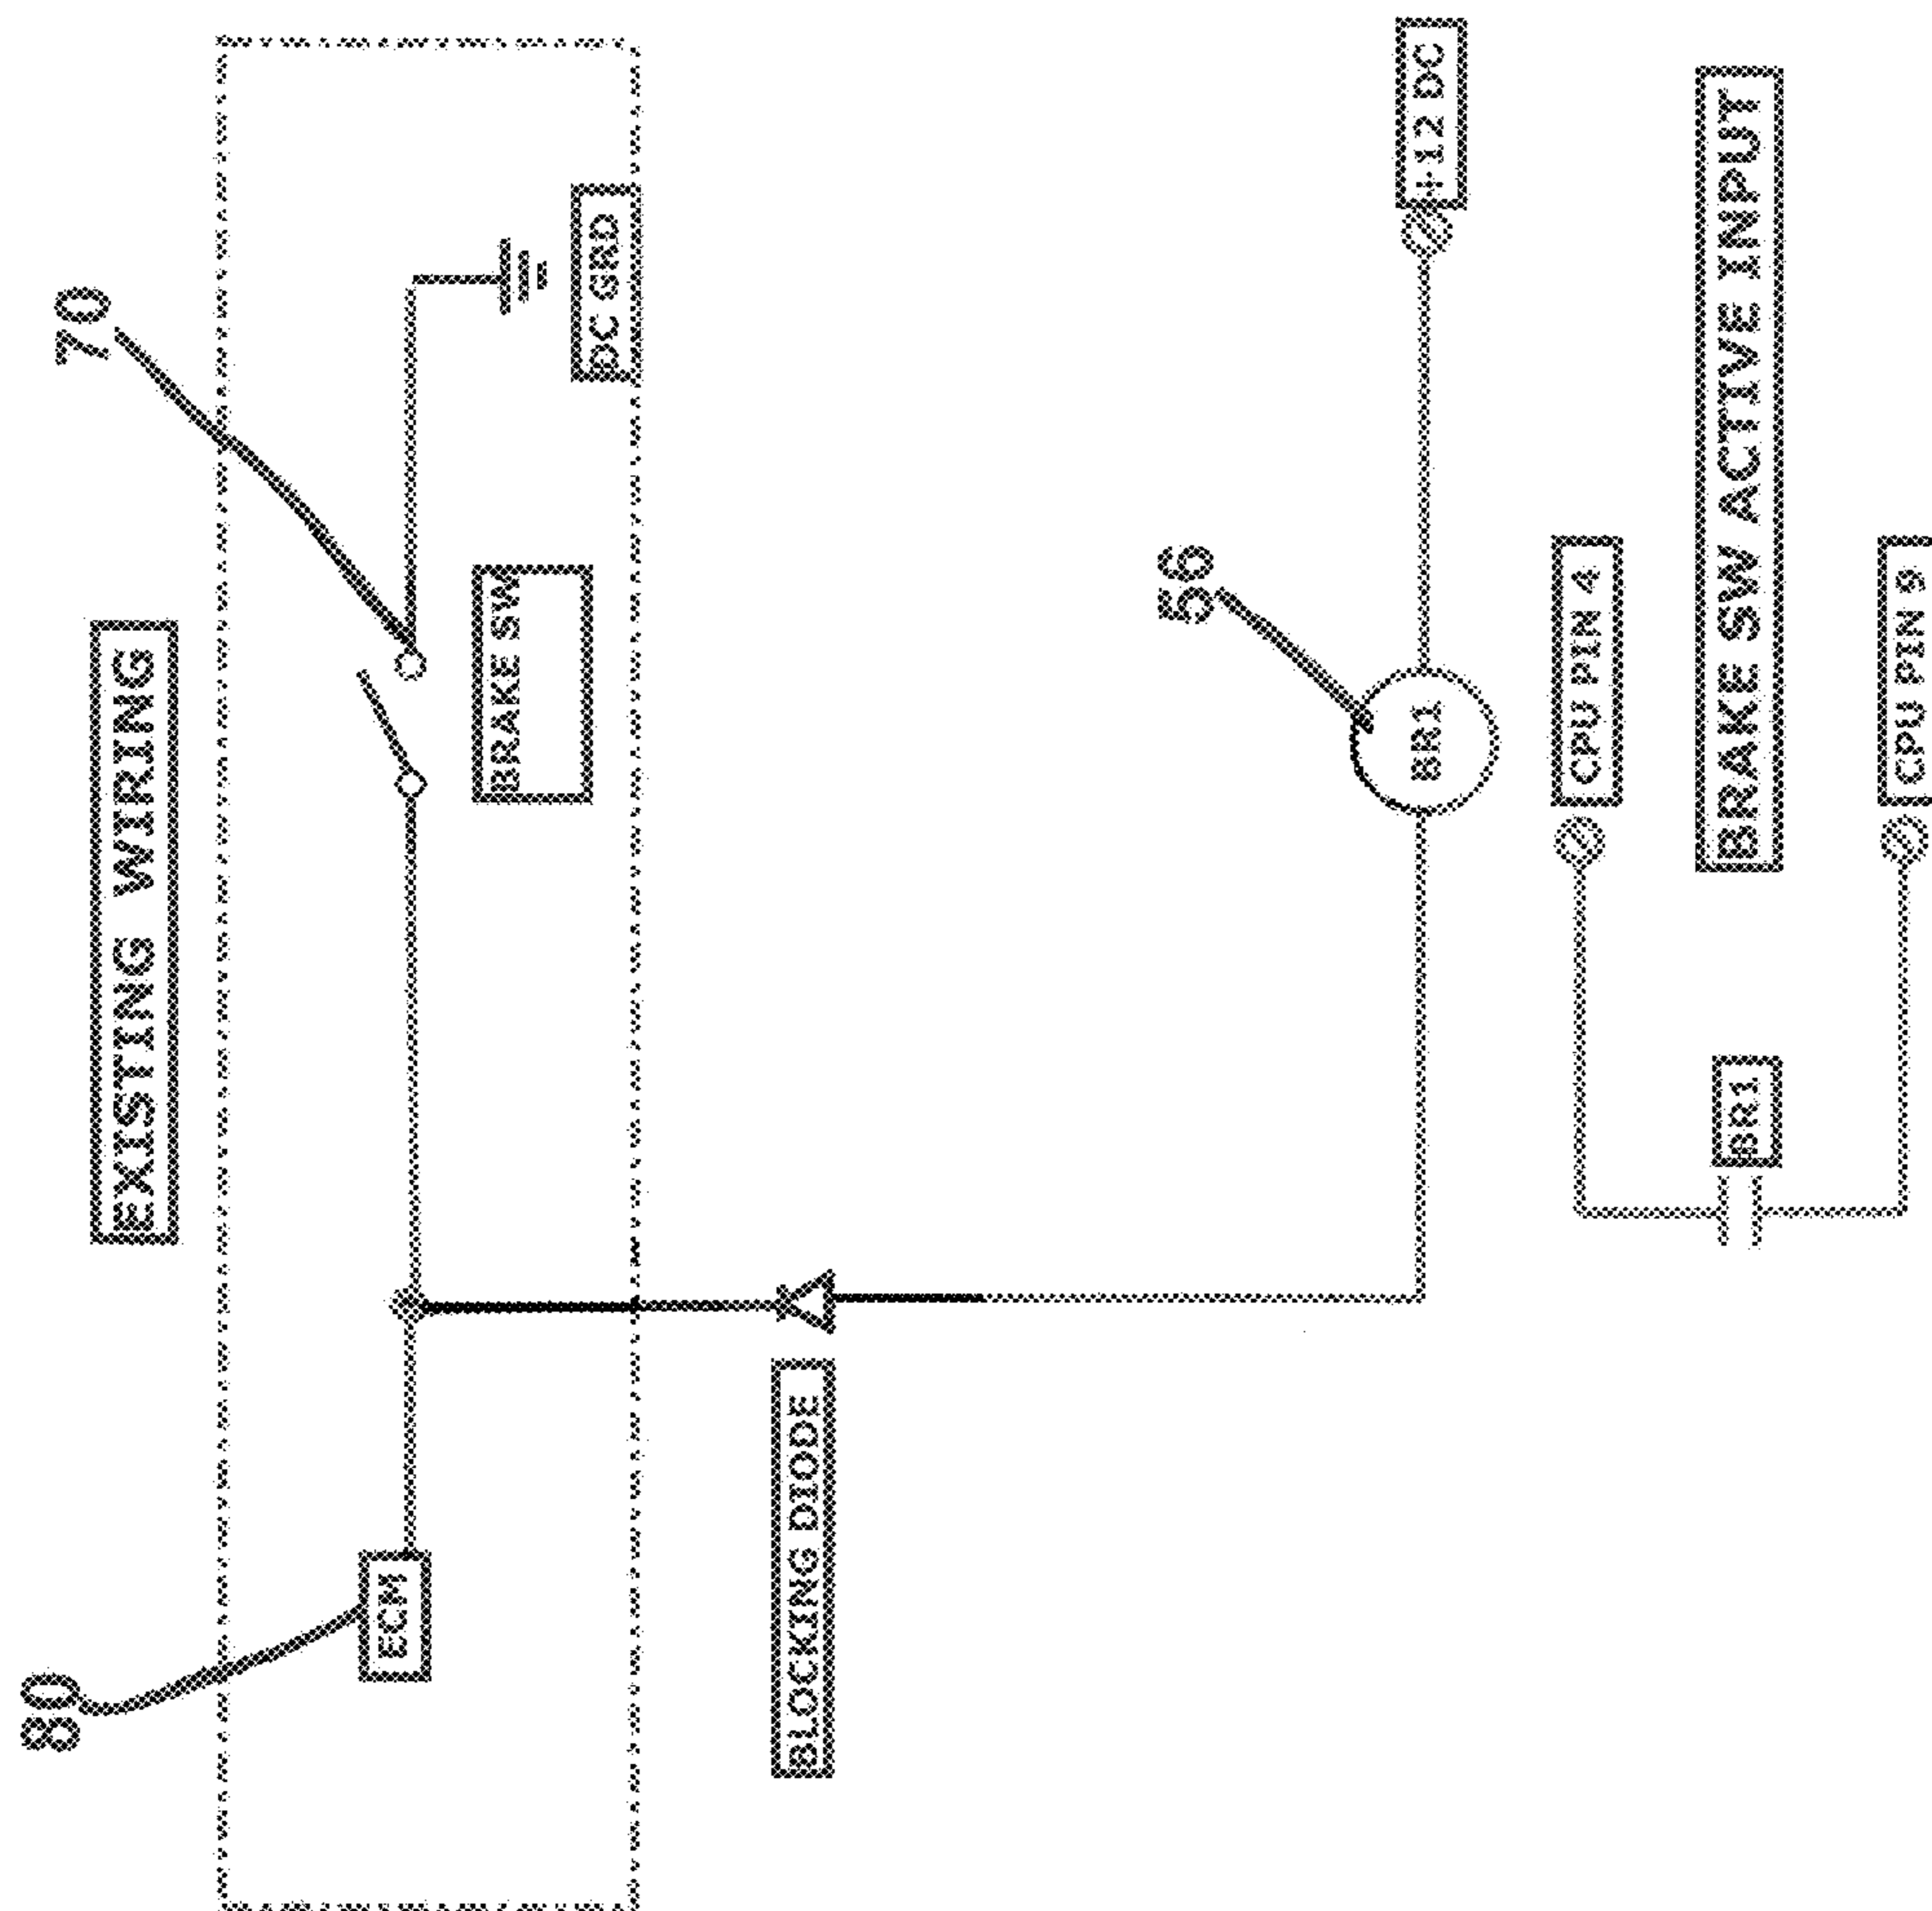 EXISTING WIRING
70
80
ECM
BRAKE SW
DC GRD
BLOCKING DIODE
56
BR1
+12 DC
CPU PIN 4
BR1
BRAKE SW ACTIVE INPUT
CPU PIN 9